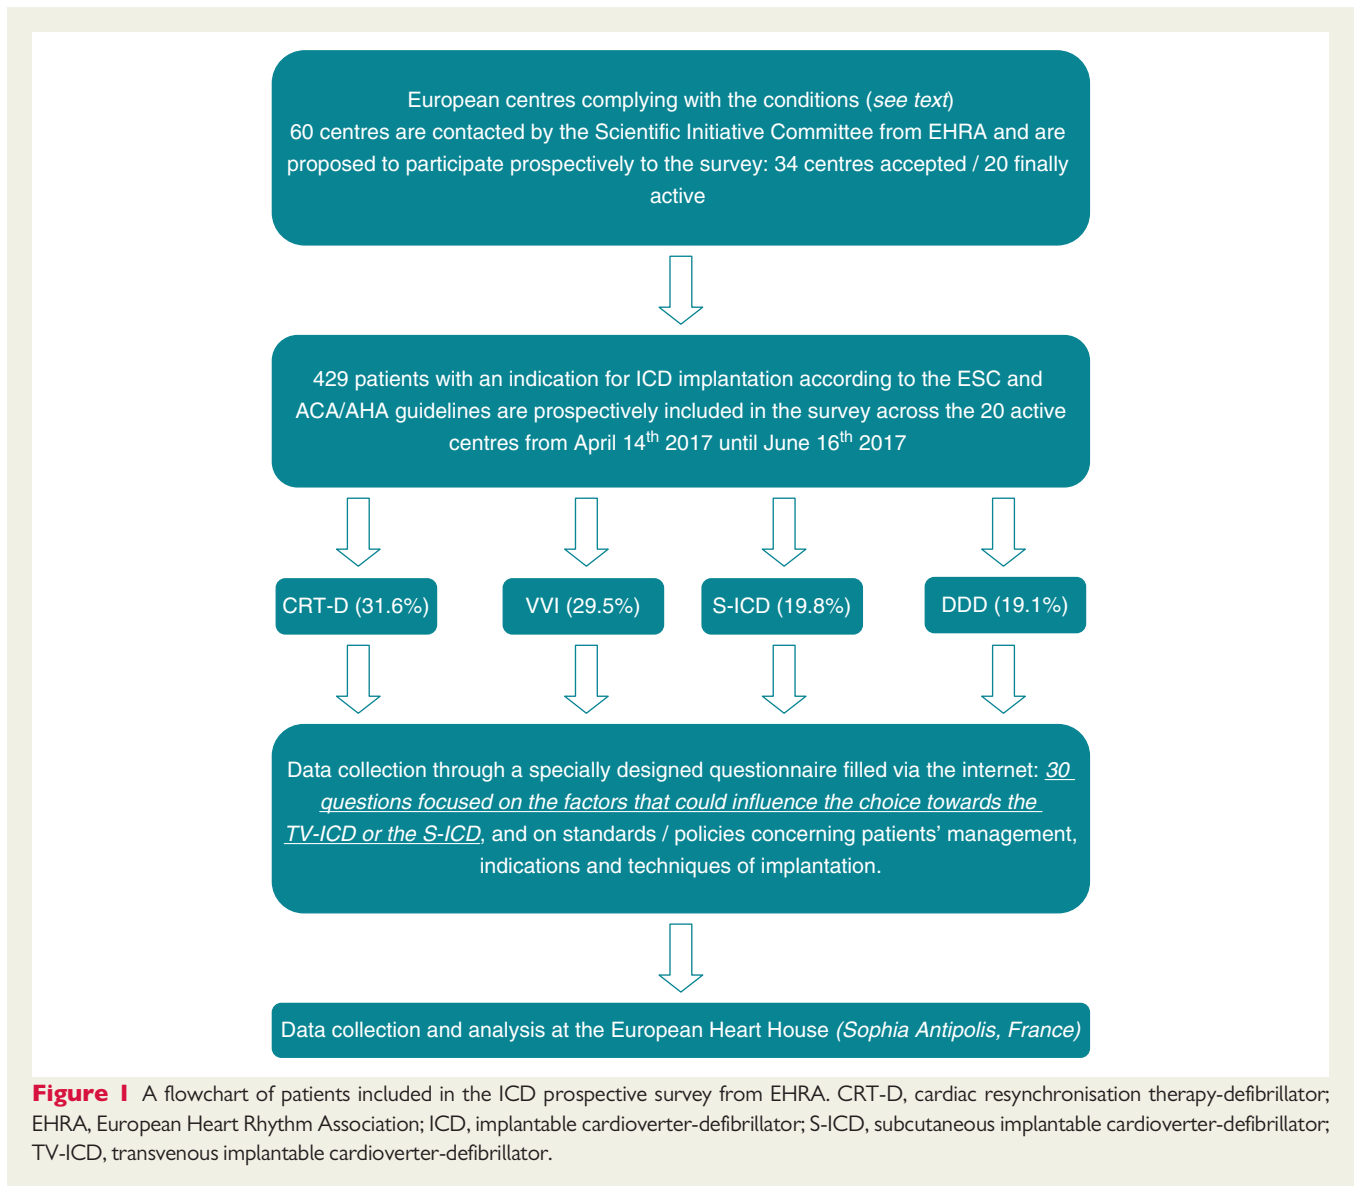 European centres complying with the conditions (see text)
60 centres are contacted by the Scientific Initiative Committee from EHRA and are
proposed to participate prospectively to the survey: 34 centres accepted / 20 finally
active
429 patients with an indication for ICD implantation according to the ESC and
ACA/AHA guidelines are prospectively included in the survey across the 20 active
centres from April 14th 2017 until June 16th 2017
CRT-D (31.6%)
VVI (29.5%)
S-ICD (19.8%)
DDD (19.1%)
Data collection through a specially designed questionnaire filled via the internet: 30
questions focused on the factors that could influence the choice towards the
TV-ICD or the S-ICD, and on standards / policies concerning patients' management,
indications and techniques of implantation.
Data collection and analysis at the European Heart House (Sophia Antipolis, France)
Figure 1 A flowchart of patients included in the ICD prospective survey from EHRA. CRT-D, cardiac resynchronisation therapy-defibrillator;
EHRA, European Heart Rhythm Association; ICD, implantable cardioverter-defibrillator; S-ICD, subcutaneous implantable cardioverter-defibrillator;
TV-ICD, transvenous implantable cardioverter-defibrillator.